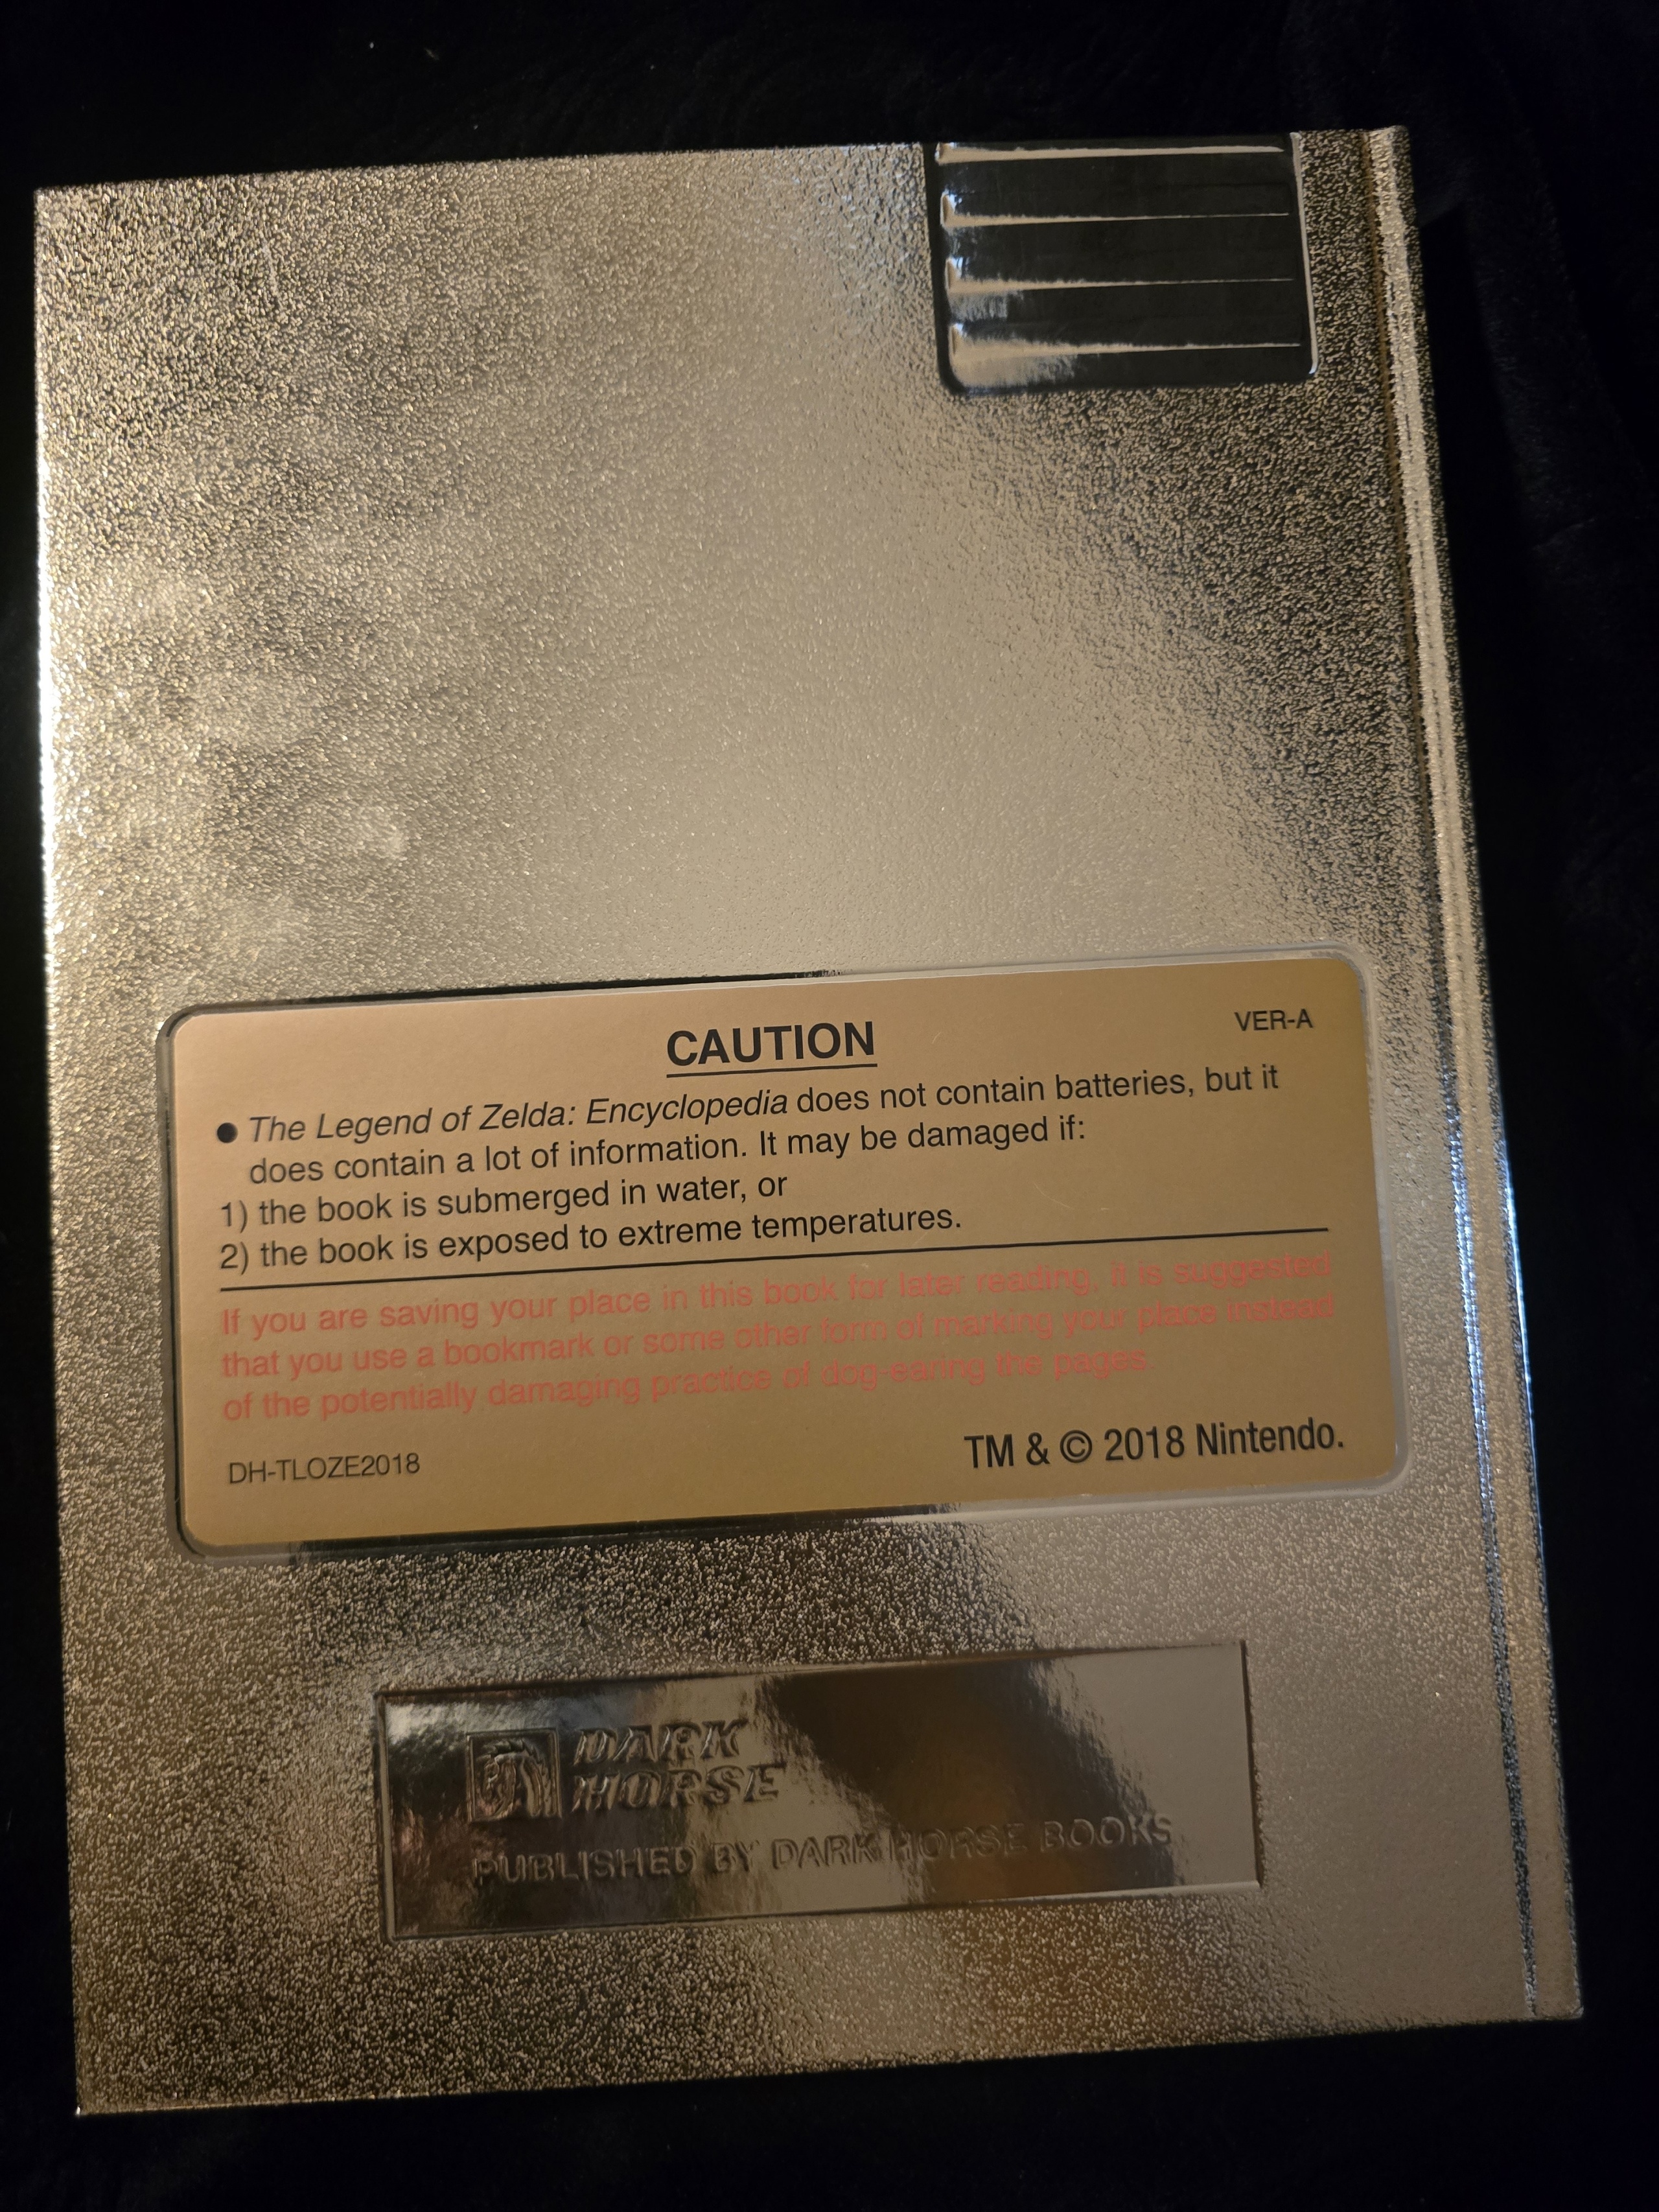 CAUTION
VER-A
● The Legend of Zelda: Encyclopedia does not contain batteries, but it
does contain a lot of information. It may be damaged if:
1) the book is submerged in water, or
2) the book is exposed to extreme temperatures.
If you are saving your place in this book for later reading, it is suggested
that you use a bookmark or some other form of marking your place instead
of the potentially damaging practice of dog-earing the pages.
DH-TLOZE2018
TM & © 2018 Nintendo.
DARK
HORSE
PUBLISHED BY DARK HORSE BOOKS